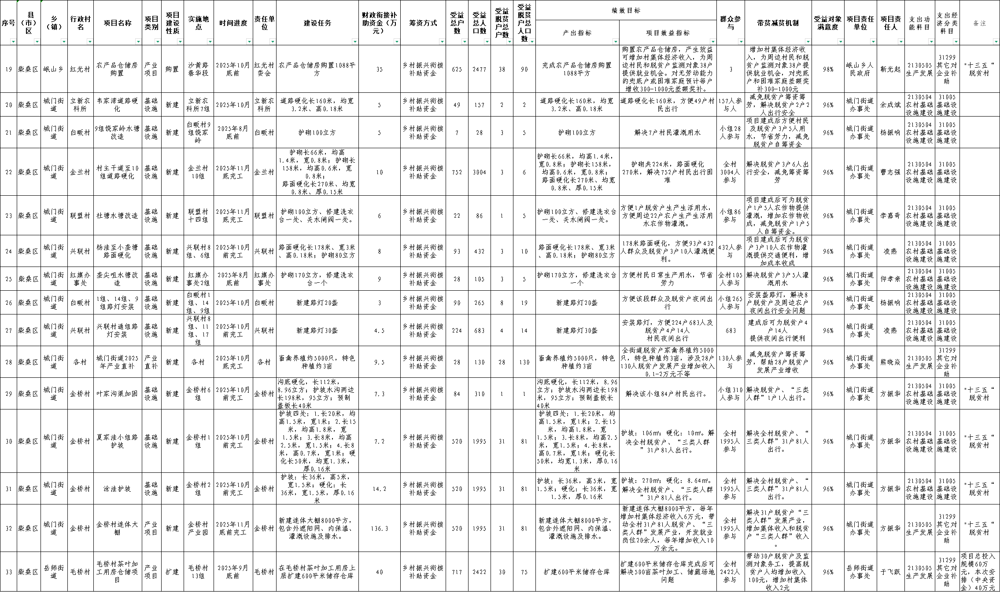 序号 县（市）区 乡（镇） 行政村名 项目名称 项目类别 项目建设性质 实施地点 时间进度 责任单位 建设任务 财政衔接补助资金（万元） 筹资方式 受益总户数 受益总人口数 受益脱贫户总户数 受益脱贫户总人口数 绩效目标 产出指标 项目效益指标 群众参与 带贫减贫机制 受益对象满意度 项目责任单位 项目责任人 支出功能科目 支出经济分类科目 备注
19 柴桑区 岷山乡 红光村 农产品仓储房购置 产业项目 购置 沙黄路春华段 2025年10月底前 红光村委会 农产品仓储房购置1088平方 35 乡村振兴衔接补助资金 625 2477 38 90 完成农产品仓储房购置1088平方 购置农产品仓储房，产生效益可增加村集体经济收入，为周边村民和脱贫户监测对象38户提供就业机会。对无劳动能力的兜底户或困难家庭预计每户增收300-1000元差额奖补。 3 增加村集体经济收入，为周边村民和脱贫户监测对象38户提供就业机会，对兜底户和困难家庭差额奖补300-1000元 98% 岷山乡人民政府 靳光起 2130505生产发展 31299其它对企业补助 "十三五“脱贫村
20 柴桑区 城门街道 立新农科所 韦家湾道路硬化 基础设施 新建 立新农科所7组 2025年10月 立新农科所 道路硬化长160米，均宽3.2米、高0.18米 5 乡村振兴衔接补助资金 49 157 2 2 道路硬化长160米，均宽3.2米、高0.18米 道路硬化长160米，方便49户村民出行 157人参与人 减免脱贫户筹资筹劳，解决脱贫户2户2人出行安全 96% 城门街道办事处 余成斌 2130504农村基础设施建设 31005基础设施建设
21 柴桑区 城门街道 白畈村 9组饶家岭水塘改造 基础设施 新建 白畈村9组饶家岭 2025年8月底前 白畈村 护砌100立方 5 乡村振兴衔接补助资金 7 28 3 5 护砌100立方 解决7户村民灌溉用水 小组28人参与 项目建成后方便村民及脱贫户3户5人用水，节省劳力，减免脱贫户自筹资金 96% 城门街道办事处 杨振响 2130504农村基础设施建设 31005基础设施建设
22 柴桑区 城门街道 金兰村 村主干道至10组道路硬化 基础设施 新建 金兰村10组 2025年11月底完工 金兰村 护砌长66米，均高1.4米，宽0.8米；护砌长158米，均高0.6米，宽0.8米；路面硬化长270米、均宽0.8米、厚0.15米 10 乡村振兴衔接补助资金 752 3004 3 6 护砌长66米，均高1.4米，宽0.8米；护砌长158米，均高0.6米，宽0.8米；路面硬化长270米、均宽0.8米、厚0.15米 护砌共224米，路面硬化270米，解决752户村民出行困难 全村3004人参与 解决脱贫户3户6人出行安全，减免筹资筹劳 96% 城门街道办事处 曹志强 2130504农村基础设施建设 31005基础设施建设
23 柴桑区 城门街道 联盟村 社塘水塘改造 基础设施 新建 联盟村十四组 2025年11月底完工 联盟村 护砌100立方、修建洗衣台一处、关水闸阀一处。 6 乡村振兴衔接补助资金 22 86 1 5 护砌100立方、修建洗衣台一处、关水闸阀一处。 方便1户脱贫户生产生活用水，方便周边22户农户生产生活用水农作物灌溉。 小组86参与 项目建成后可为脱贫户1户5人农作物提供灌溉，增加农作物收成，减免脱贫户1户5人自筹资金。 96% 城门街道办事处 李嘉奇 2130504农村基础设施建设 31005基础设施建设
24 柴桑区 城门街道 兴联村 杨洼至小垄塘路面硬化 基础设施 新建 兴联村8组、6组 2025年10月前完工 兴联村 路面硬化长178米、宽3米、高0.18米；护砌80立方 8 乡村振兴衔接补助资金 93 432 3 10 路面硬化长178米、宽3米、高0.18米；护砌80立方 178米路面硬化，方便93户432人群众及脱贫户3户10人灌溉便利。 432人参与 项目建成后可为脱贫户3户10人农作物灌溉提供交通便利，增加成本收成 96% 城门街道办事处 凌燕 2130504农村基础设施建设 31005基础设施建设
25 柴桑区 城门街道 红旗办事处 垄尖咀水塘改造 基础设施 新建 红旗办事处2组 2025年8月底前 红旗办事处 护砌170立方，修建洗衣台一个 9 乡村振兴衔接补助资金 28 105 3 5 护砌170立方，修建洗衣台一个 方便村民日常生产用水，节省劳力 全村105人参与 解决脱贫户3户5人灌溉用水 96% 城门街道办事处 仰孝亲 2130504农村基础设施建设 31005基础设施建设
26 柴桑区 城门街道 白畈村 1组、14组、9组路灯安装 基础设施 新建 白畈村1组、14组、9组 2025年10月 白畈村 新建路灯20盏 3 乡村振兴衔接补助资金 90 265 8 19 新建路灯20盏 方便该段群众及脱贫户夜间出行 小组265人参与 安装盏路灯，解决8户脱贫户及周边农户夜间出行安全问题 96% 城门街道办事处 杨振响 2130504农村基础设施建设 31005基础设施建设
27 柴桑区 城门街道 兴联村 兴联村通组路灯安装 基础设施 新建 兴联村8组、11组、17组 2025年10月前完工 兴联村 新建路灯30盏 4.5 乡村振兴衔接补助资金 224 683 4 14 新建路灯30盏 安装路灯，方便224户683人及脱贫户4户14人村民夜间出行 683 建成后可为脱贫户4户14人提供夜间出行便利 96% 城门街道办事处 凌燕 2130504农村基础设施建设 31005基础设施建设
28 柴桑区 城门街道 各村 城门街道2025年产业直补 产业直补 新建 各村 2025年10月底完工 各村 畜禽养殖约5000只，特色种植约3亩 9.5 乡村振兴衔接补助资金 28 130 28 130 畜禽养殖约5000只，特色种植约3亩 全街道脱贫户家禽养殖约5000只，特色种植约3亩，涉及28户130人脱贫户发展产业增加收入0.1-2万元不等 130人参与 减免脱贫户筹资筹劳，帮助28户脱贫户发展产业增收 96% 城门街道办事处 熊晓焱 2130505生产发展 31299其它对企业补助
29 柴桑区 城门街道 金桥村 叶家沟渠加固 基础设施 新建 金桥村6组 2025年10月前完工 金桥村 沟底硬化，长112米，8.96立方；护坡水沟两边长198米，95立方；预制盖板长40米 7.3 乡村振兴衔接补助资金 84 310 1 1 沟底硬化，长112米，8.96立方；护坡水沟两边长198米，95立方；预制盖板长40米 解决该小组84户村民出行。 小组310人参与 解决脱贫户、“三类人群”1户1人出行。 96% 城门街道办事处 方振华 2130504农村基础设施建设 31005基础设施建设 "十三五“脱贫村
30 柴桑区 城门街道 金桥村 夏家洼小组路护坡 基础设施 新建 金桥村1组 2025年10月前完工 金桥村 护坡四处：1.长20米，均高1.5米，宽1米；2.长15米，均高1.8米，宽1.5米；3.长8米，均高2.5米，宽1.5米；4.长8米，高0.7米，宽1米；硬化长50米，均宽1.3米，厚0.16米 7.2 乡村振兴衔接补助资金 520 1995 31 81 护坡四处：1.长20米，均高1.5米，宽1米；2.长15米，均高1.8米，宽1.5米；3.长8米，均高2.5米，宽1.5米；4.长8米，高0.7米，宽1米；硬化长50米，均宽1.3米，厚0.16米 护坡：106㎥；硬化：10㎥。解决全村脱贫户、“三类人群”31户81人出行。 全村1995人参与 解决全村脱贫户、“三类人群”31户81人出行。 96% 城门街道办事处 方振华 2130504农村基础设施建设 31005基础设施建设 "十三五“脱贫村
31 柴桑区 城门街道 金桥村 涂洼护坡 基础设施 新建 金桥村2组 2025年10月前完工 金桥村 护坡：长36米，高5米，宽1.5米；硬化：长36米，宽1.5米，厚0.16米 14.2 乡村振兴衔接补助资金 520 1995 31 81 护坡：长36米，高5米，宽1.5米；硬化：长36米，宽1.5米，厚0.16米 护坡：270㎥；硬化：8.64㎥。解决全村脱贫户、“三类人群”31户81人出行。 全村1995人参与 解决全村脱贫户、“三类人群”31户81人出行。 96% 城门街道办事处 方振华 2130504农村基础设施建设 31005基础设施建设 "十三五“脱贫村
32 柴桑区 城门街道 金桥村 金桥村连体大棚 产业项目 新建 金桥村产业园 2025年11月底前完工 金桥村 新建连体大棚8000平方，包含外遮阳网、内保温、灌溉设施及排水。 136.3 乡村振兴衔接补助资金 520 1995 31 81 新建连体大棚8000平方，包含外遮阳网、内保温、灌溉设施及排水。 新建连体大棚8000平方，每年增加村集体经济收入6万元，带动全村31户81人脱贫户、“三类人群”发展产业，开发就业岗位20余人，每年增加收入10万余元。 全村1995人参与 解决31户脱贫户“三类人群”发展产业，增加集体收入和脱贫户“三类人群”收入。 96% 城门街道办事处 方振华 2130505生产发展 31299其它对企业补助 "十三五“脱贫村
33 柴桑区 岳师街道 毛桥村 毛桥村茶叶加工用房仓储项目 产业项目 扩建 毛桥村13组 2025年9月底前 毛桥村 在毛桥村茶叶加工用房上层扩建600平米储存仓库 40 乡村振兴衔接补助资金 717 2422 30 75 扩建600平米储存仓库 扩建600平米储存仓库完成后可解决500亩茶叶加工、储藏场地问题 全村2422人参与 带动30户脱贫户及监测对象务工，提高脱贫户人均增加收入100元，增加村集体收入2元 96% 岳师街道办事处 于飞跃 2130505生产发展 31299其它对企业补助 项目总投入规模60万元，本次安排（中央资金）40万元